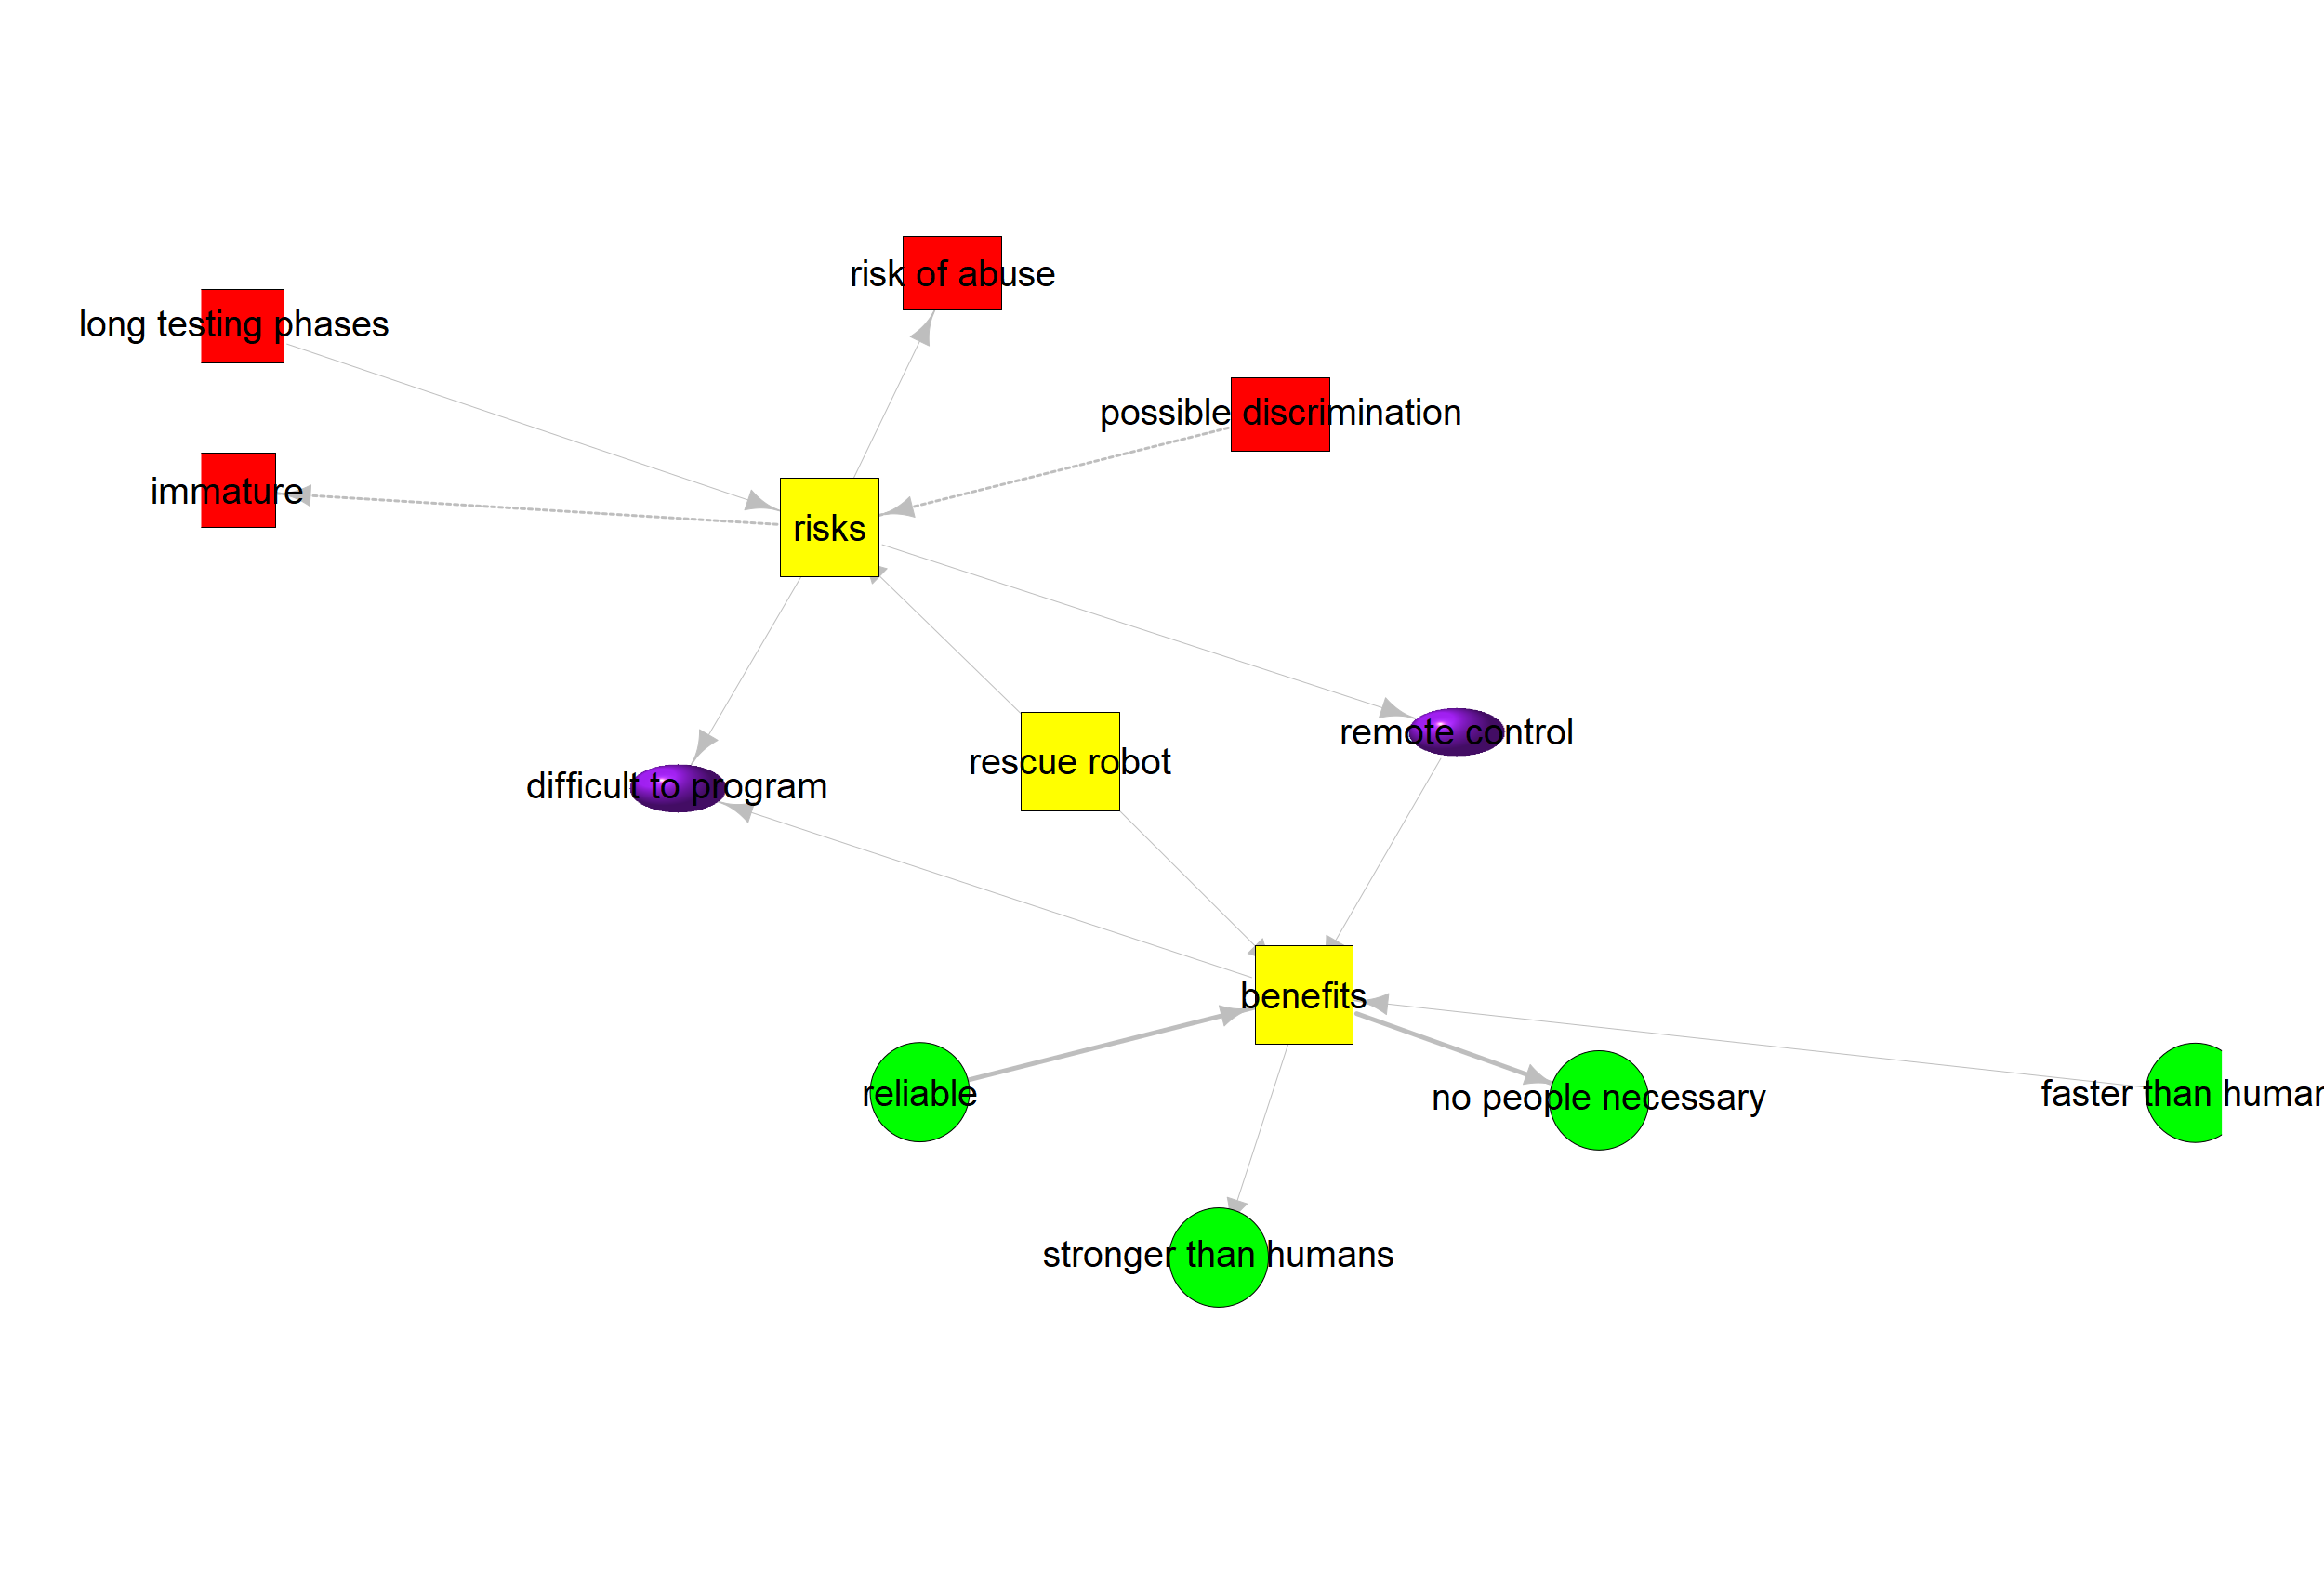 risk of abuse
long testing phases
possible discrimination
immature
risks
remote control
rescue robot
difficult to program
benefits
reliable
no people necessary
faster than human
stronger than humans